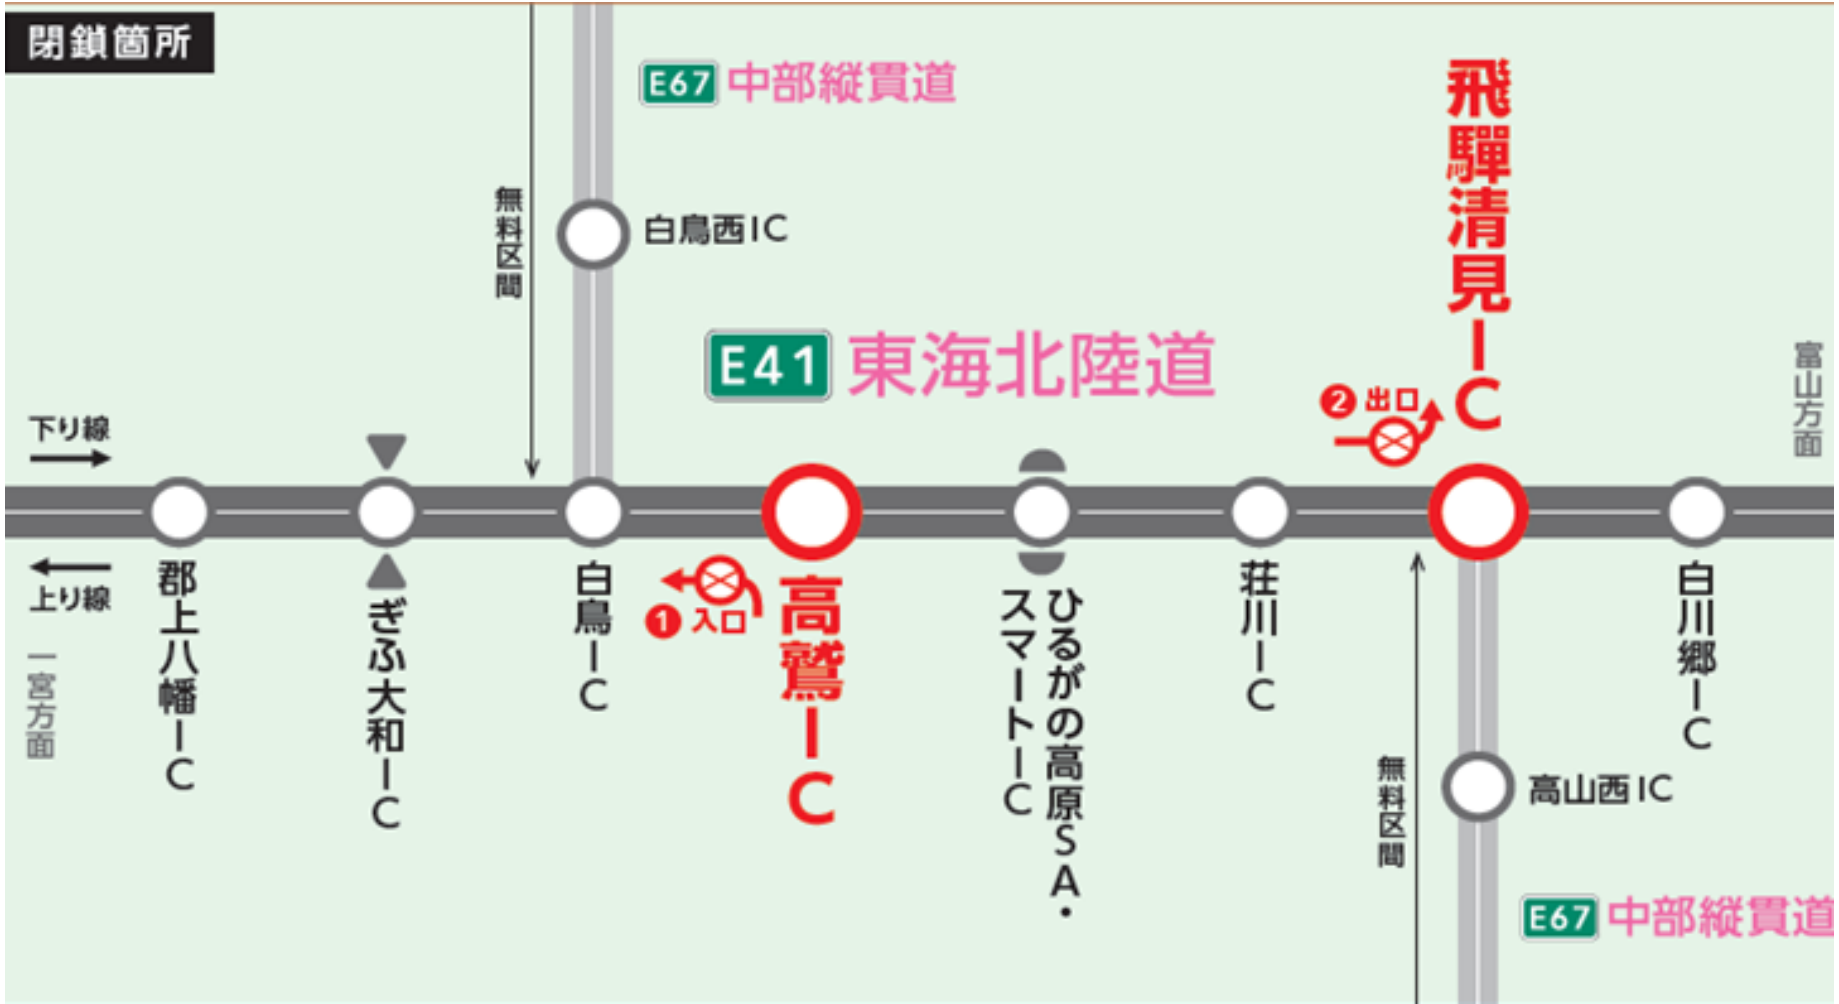 閉鎖箇所
E67 中部縦貫道
無料区間
白鳥西IC
飛驒清見IC
E41 東海北陸道
富山方面
2 出口
下り線
上り線
一宮方面
郡上八幡IC
ぎふ大和IC
白鳥IC
1 入口
高鷲IC
ひるがの高原SA・
スマートIC
荘川IC
白川郷IC
無料区間
高山西IC
E67 中部縦貫道